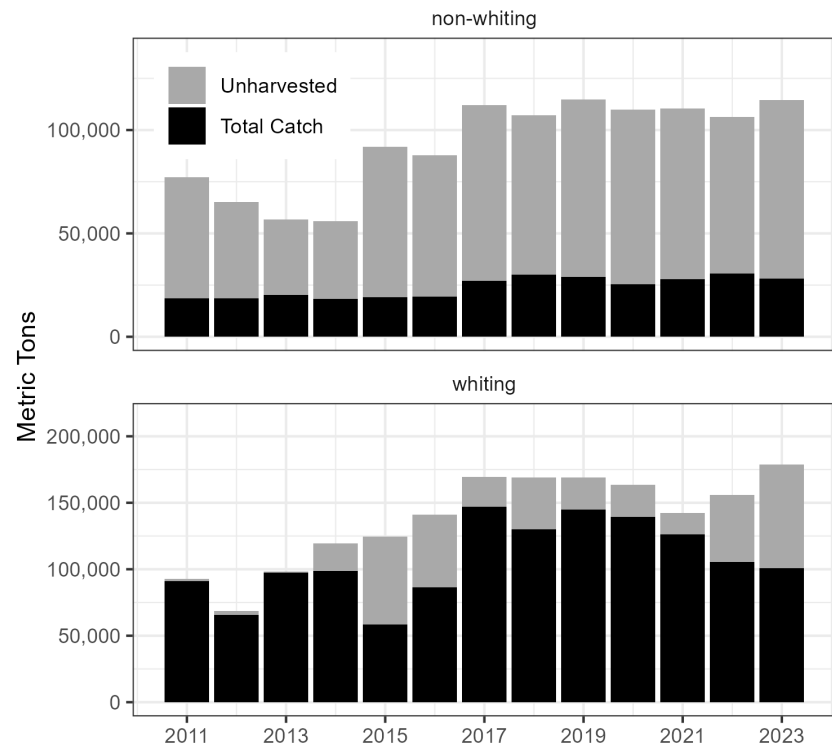 non-whiting
Unharvested
Total Catch
100,000
50,000
0
Metric Tons
whiting
200,000
150,000
100,000
50,000
0
2011 2013 2015 2017 2019 2021 2023